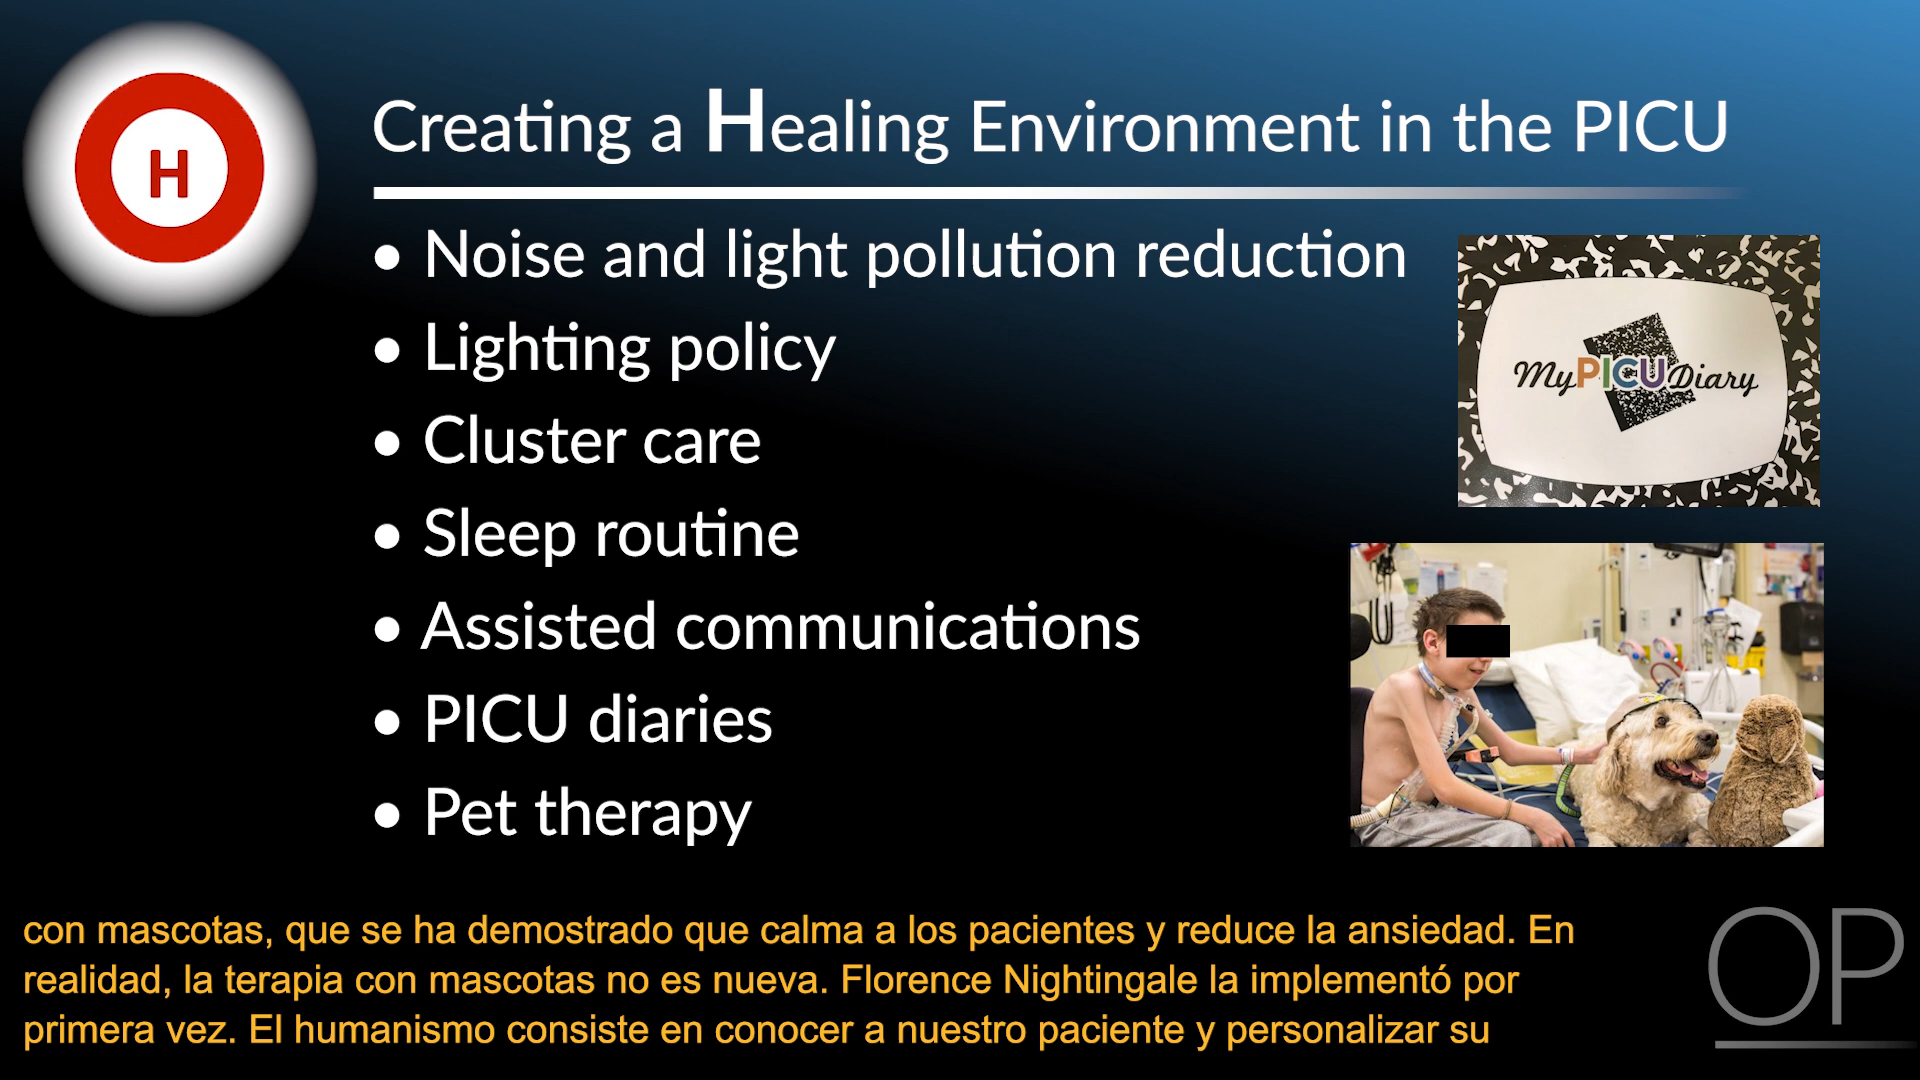 H
Creating a Healing Environment in the PICU
• Noise and light pollution reduction
• Lighting policy
• Cluster care
• Sleep routine
• Assisted communications
• PICU diaries
• Pet therapy
My PICU Diary
con mascotas, que se ha demostrado que calma a los pacientes y reduce la ansiedad. En
realidad, la terapia con mascotas no es nueva. Florence Nightingale la implementó por
primera vez. El humanismo consiste en conocer a nuestro paciente y personalizar su
OP